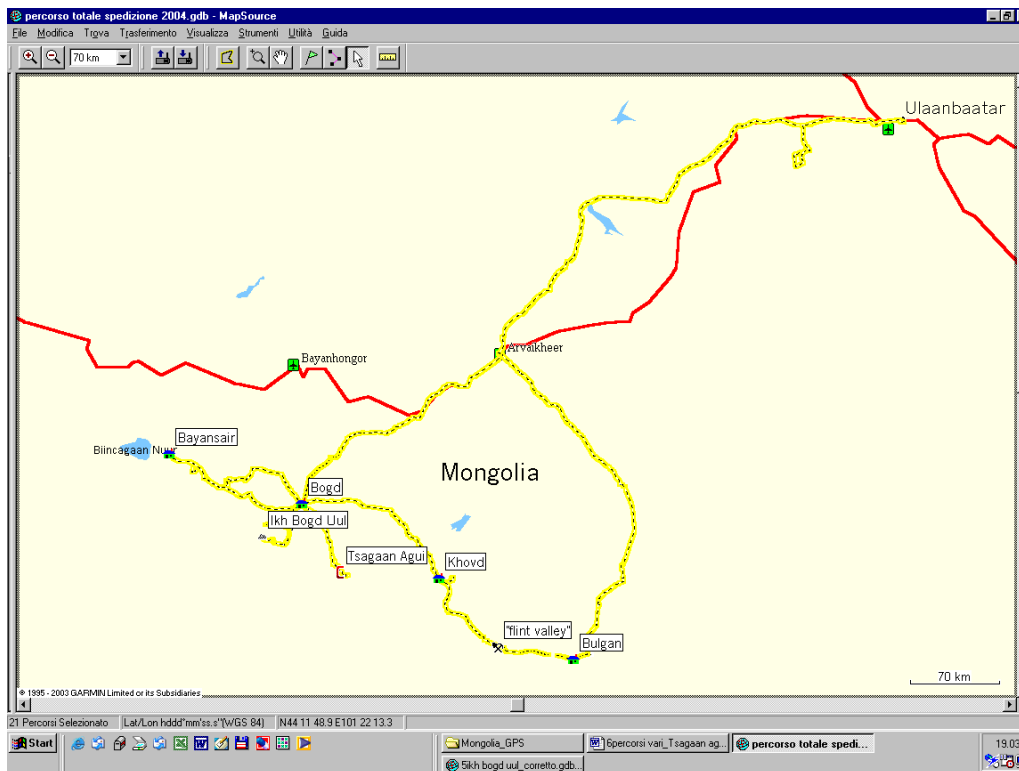 percorso totale spedizione 2004.gdb - MapSource
File Modifica Trova Trasferimento Visualizza Strumenti Utilità Guida
70 km
Ulaanbaatar
Arvaikheer
Bayanhongor
Bayansair
Biincagaan Nuur
Mongolia
Bogd
Ikh Bogd Uul
Tsagaan Agui
Khovd
"flint valley"
Bulgan
70 km
© 1995 - 2003 GARMIN Limited or its Subsidiaries
21 Percorsi Selezionato Lat/Lon hddd°mm'ss.s"(WGS 84) N44 11 48.9 E101 22 13.3
Start Mongolia_GPS 6percorsi vari_Tsagaan ag... percorso totale spedi... 19.03
5ikh bogd uul_corretto.gdb...